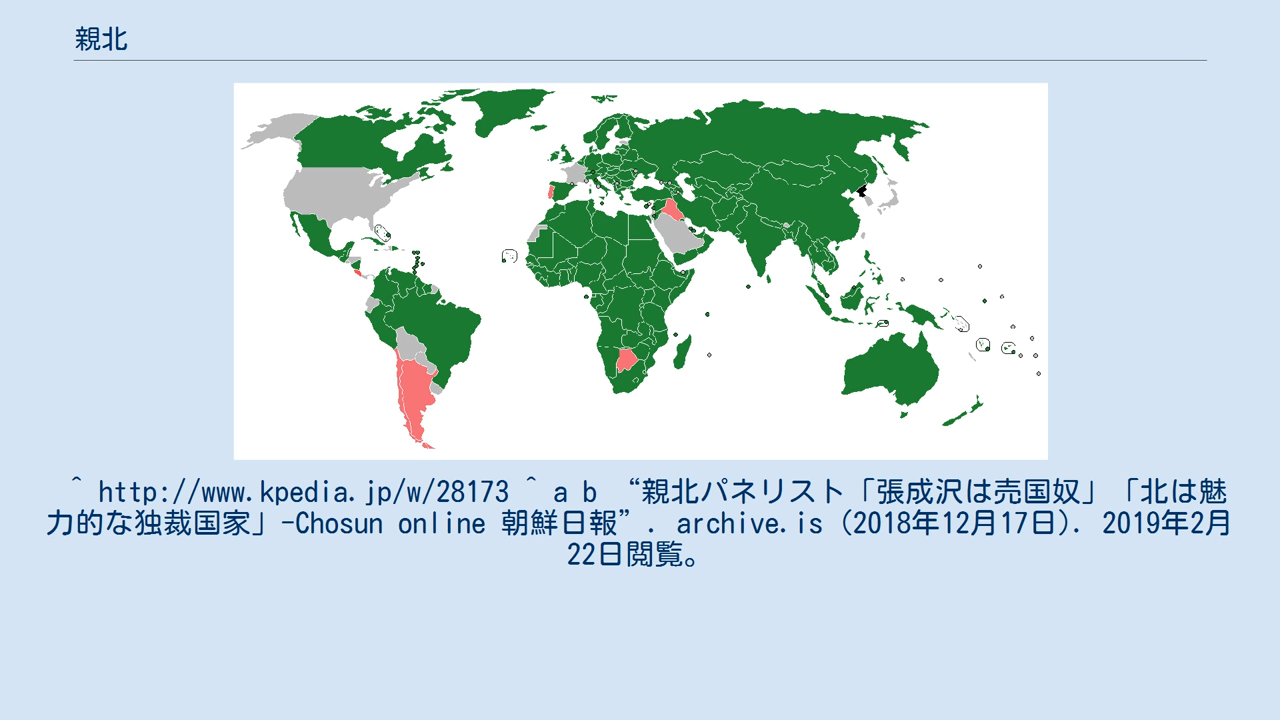 親北
^ http://www.kpedia.jp/w/28173 ^ a b “親北パネリスト「張成沢は売国奴」「北は魅
力的な独裁国家」-Chosun online 朝鮮日報”. archive.is (2018年12月17日). 2019年2月
22日閲覧。